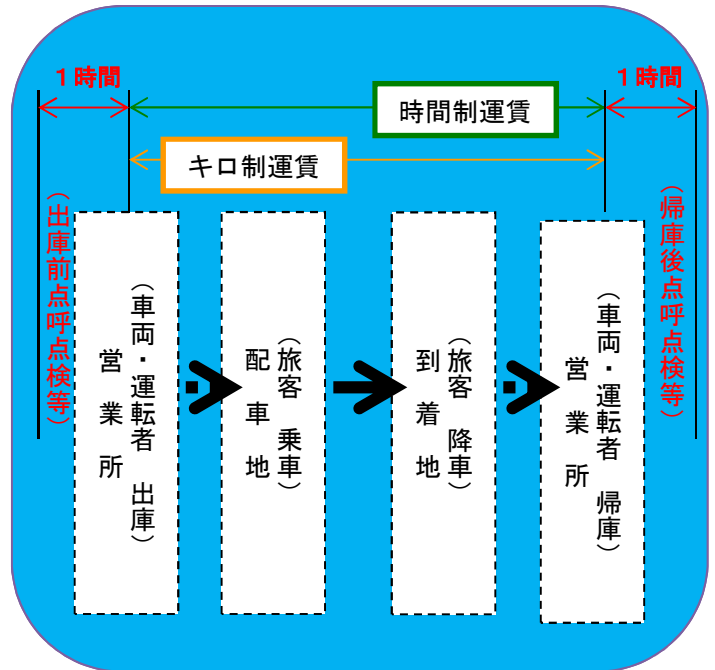 1時間
1時間
時間制運賃
キロ制運賃
（出庫前点呼点検等）
営業所
（車両・運転者 出庫）
配車地
（旅客 乗車）
到着地
（旅客 降車）
営業所
（車両・運転者 帰庫）
（帰庫後点呼点検等）